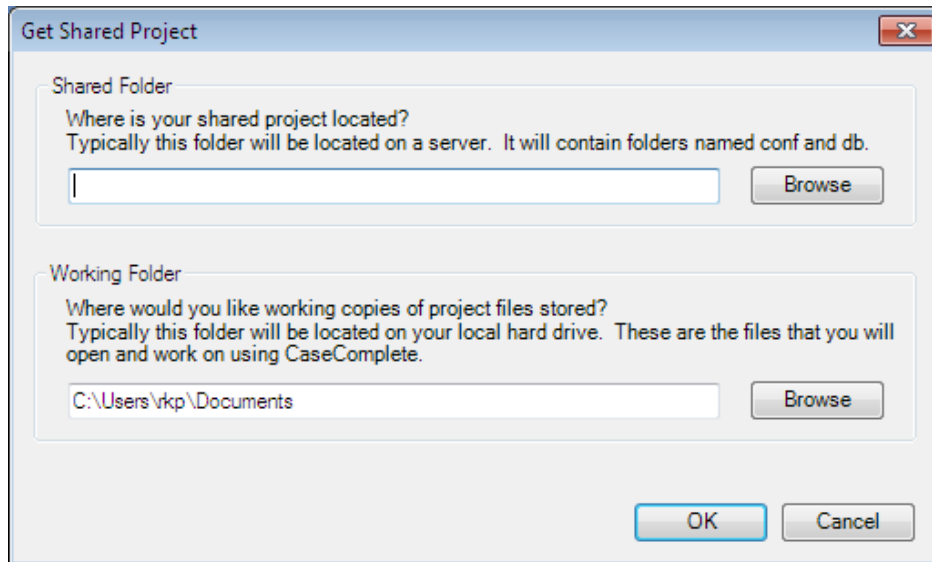 Get Shared Project
Shared Folder
Where is your shared project located?
Typically this folder will be located on a server.  It will contain folders named conf and db.
Browse
Working Folder
Where would you like working copies of project files stored?
Typically this folder will be located on your local hard drive.  These are the files that you will
open and work on using CaseComplete.
C:\Users\rkp\Documents
Browse
OK
Cancel